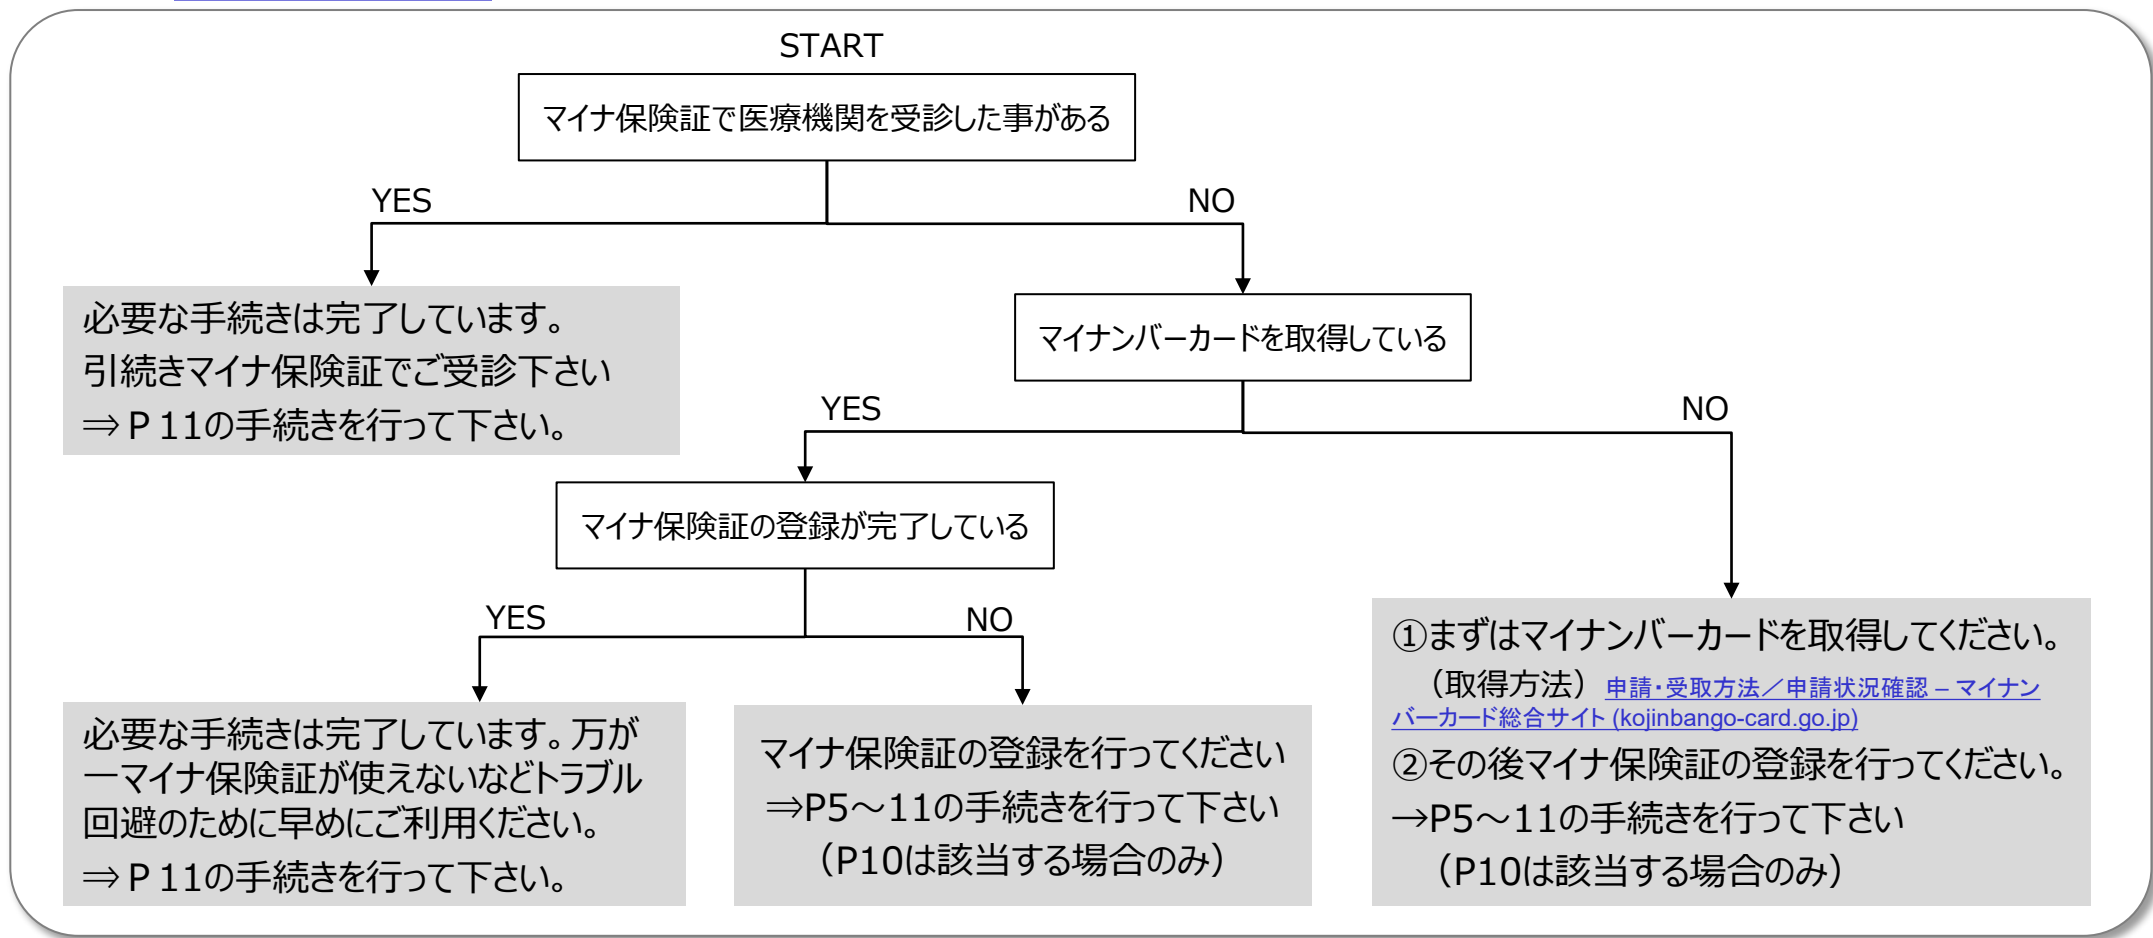 START
マイナ保険証で医療機関を受診した事がある
YES
NO
必要な手続きは完了しています。
引続きマイナ保険証でご受診下さい
⇒Ｐ11の手続きを行って下さい。
マイナンバーカードを取得している
YES
NO
マイナ保険証の登録が完了している
YES
NO
必要な手続きは完了しています。万が
一マイナ保険証が使えないなどトラブル
回避のために早めにご利用ください。
⇒Ｐ11の手続きを行って下さい。
マイナ保険証の登録を行ってください
⇒P5～11の手続きを行って下さい
（P10は該当する場合のみ）
①まずはマイナンバーカードを取得してください。
（取得方法）申請・受取方法／申請状況確認 – マイナン
バーカード総合サイト (kojinbango-card.go.jp)
②その後マイナ保険証の登録を行ってください。
→P5～11の手続きを行って下さい
（P10は該当する場合のみ）